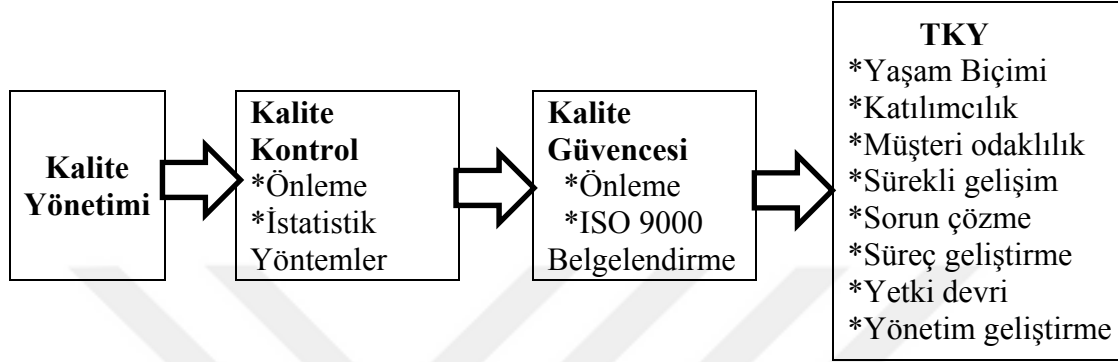 Kalite
Yönetimi
Kalite
Kontrol
*Önleme
*İstatistik
Yöntemler
Kalite
Güvencesi
*Önleme
*ISO 9000
Belgelendirme
TKY
*Yaşam Biçimi
*Katılımcılık
*Müşteri odaklılık
*Sürekli gelişim
*Sorun çözme
*Süreç geliştirme
*Yetki devri
*Yönetim geliştirme